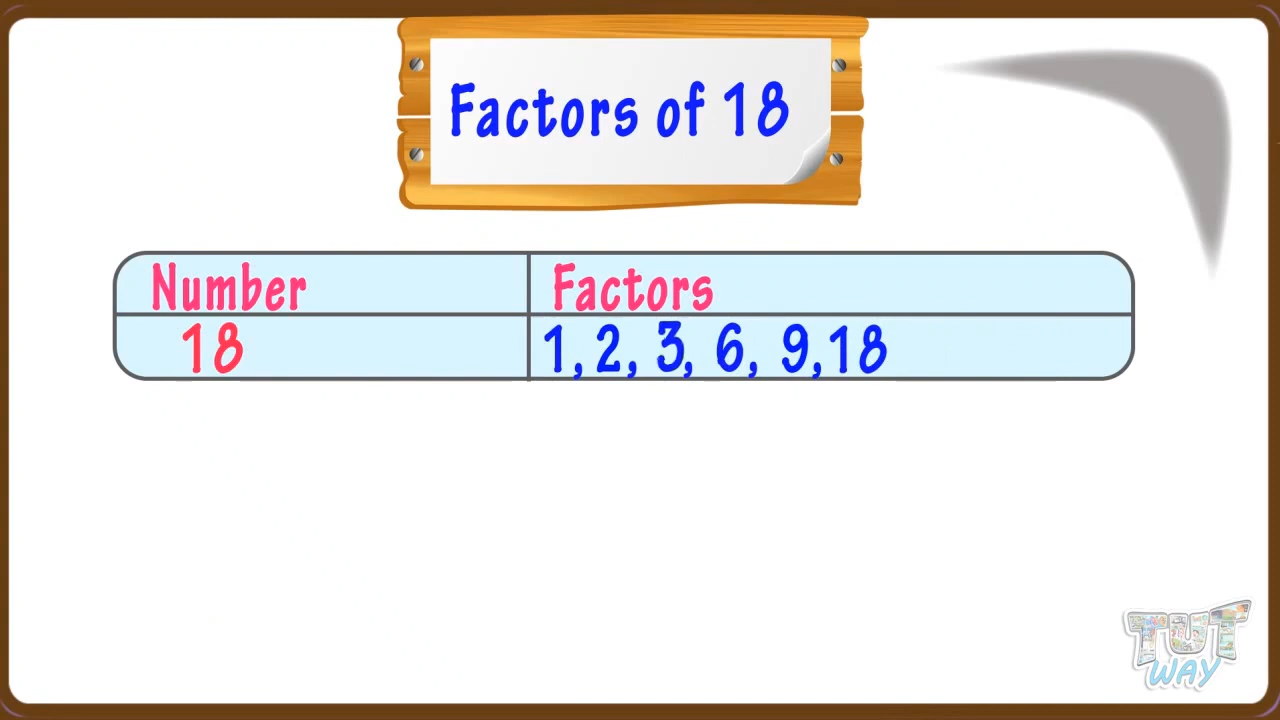 Factors of 18
Number Factors
18 1, 2, 3, 6, 9,18
TUT
WAY